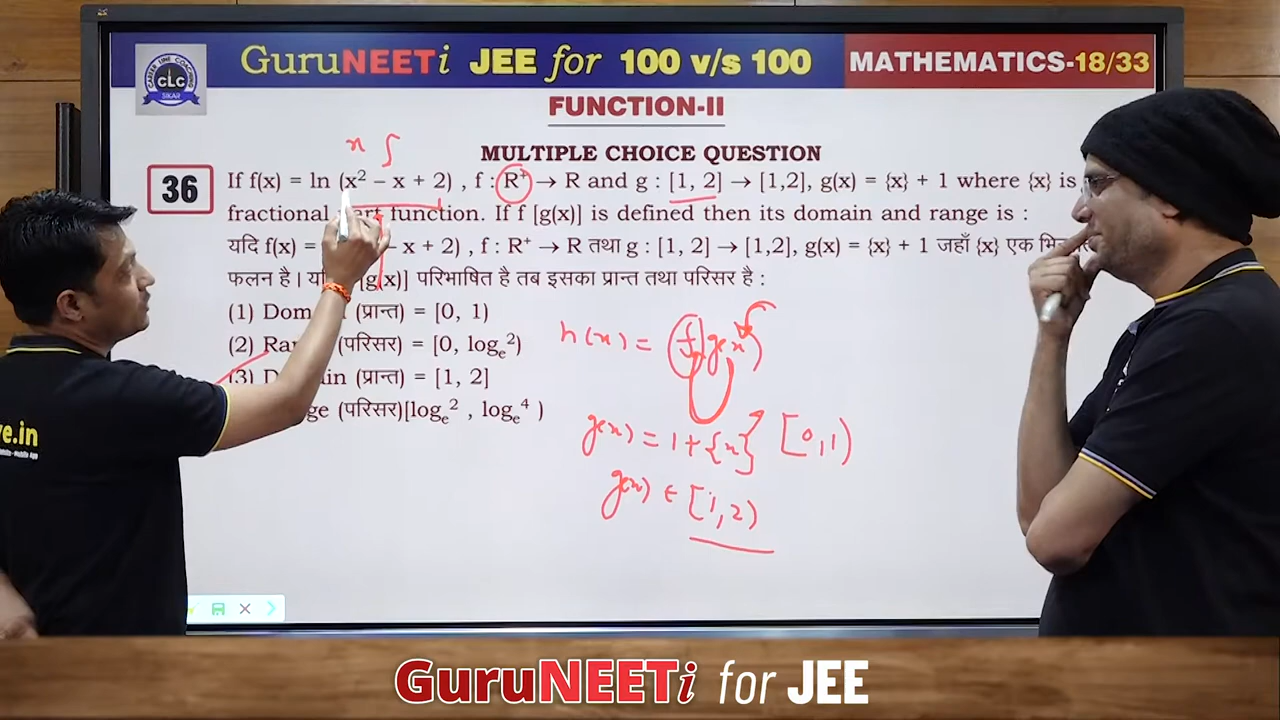 GuruNEETi JEE for 100 v/s 100
MATHEMATICS-18/33
CLC
SIKAR
FUNCTION-II
MULTIPLE CHOICE QUESTION
36
If f(x) = ln (x² – x + 2) , f : R⁺ → R and g : [1, 2] → [1,2], g(x) = {x} + 1 where {x} is
fractional part function. If f [g(x)] is defined then its domain and range is :
यदि f(x) = – x + 2) , f : R⁺ → R तथा g : [1, 2] → [1,2], g(x) = {x} + 1 जहाँ {x} एक
फलन है। [g(x)] परिभाषित है तब इसका प्रान्त तथा परिसर है :
(1) (प्रान्त) = [0, 1)
(2) (परिसर) = [0, logₑ²)
(3) (प्रान्त) = [1, 2]
(परिसर)[logₑ² , logₑ⁴ )
h(x) = f(g(x))
g(x) = 1+{x} [0,1)
g(x) ∈ [1,2)
ve.in
GuruNEETi for JEE